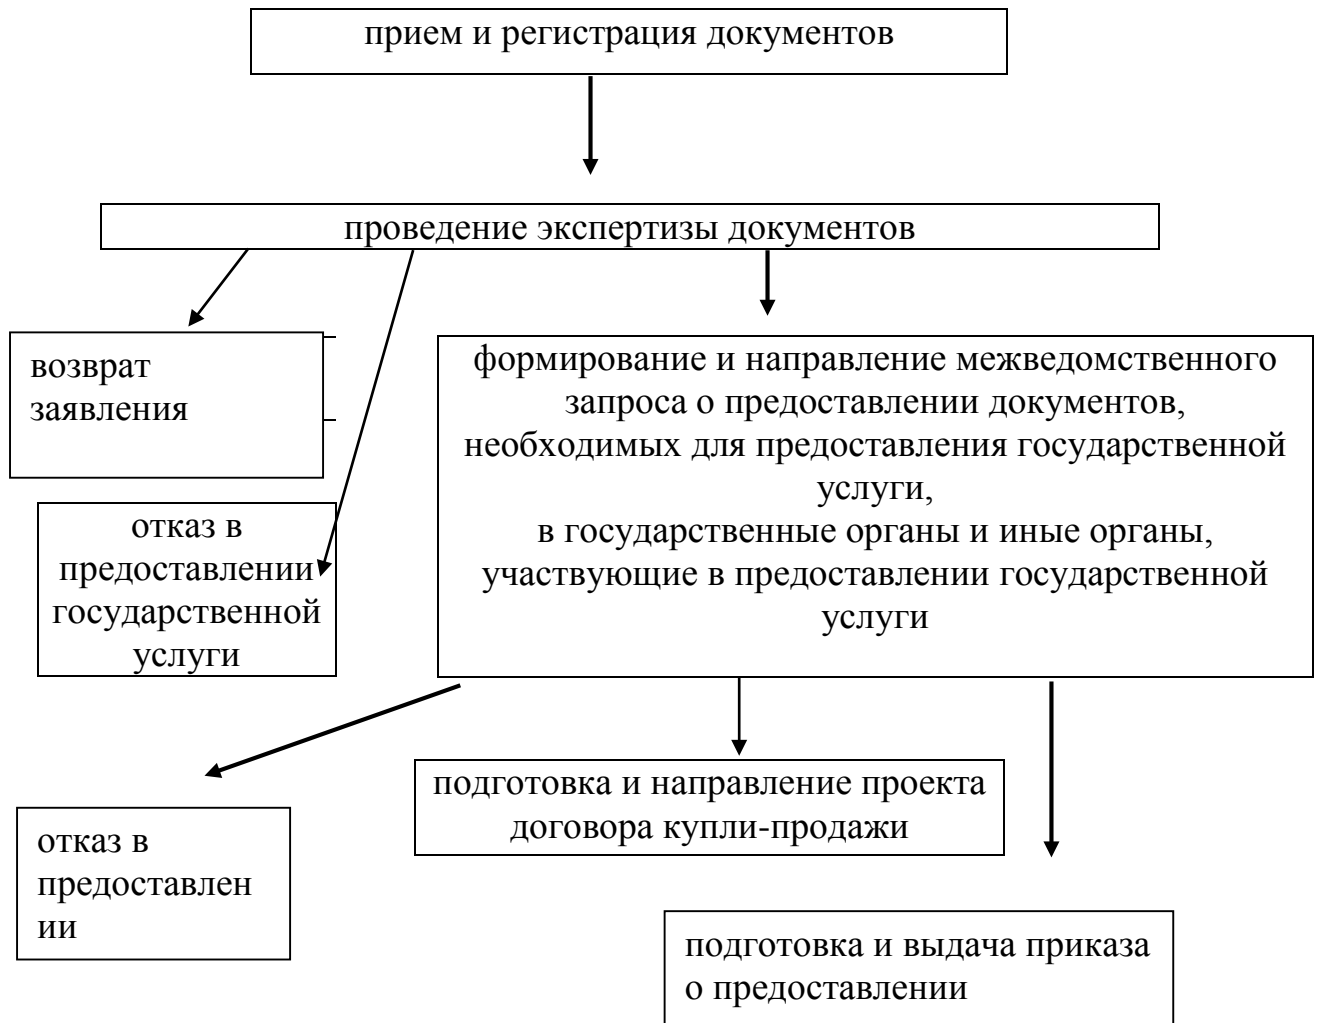 прием и регистрация документов
проведение экспертизы документов
возврат
заявления
формирование и направление межведомственного
запроса о предоставлении документов,
необходимых для предоставления государственной
услуги,
в государственные органы и иные органы,
участвующие в предоставлении государственной
услуги
отказ в
предоставлении
государственной
услуги
подготовка и направление проекта
договора купли-продажи
отказ в
предоставлен
ии
подготовка и выдача приказа
о предоставлении